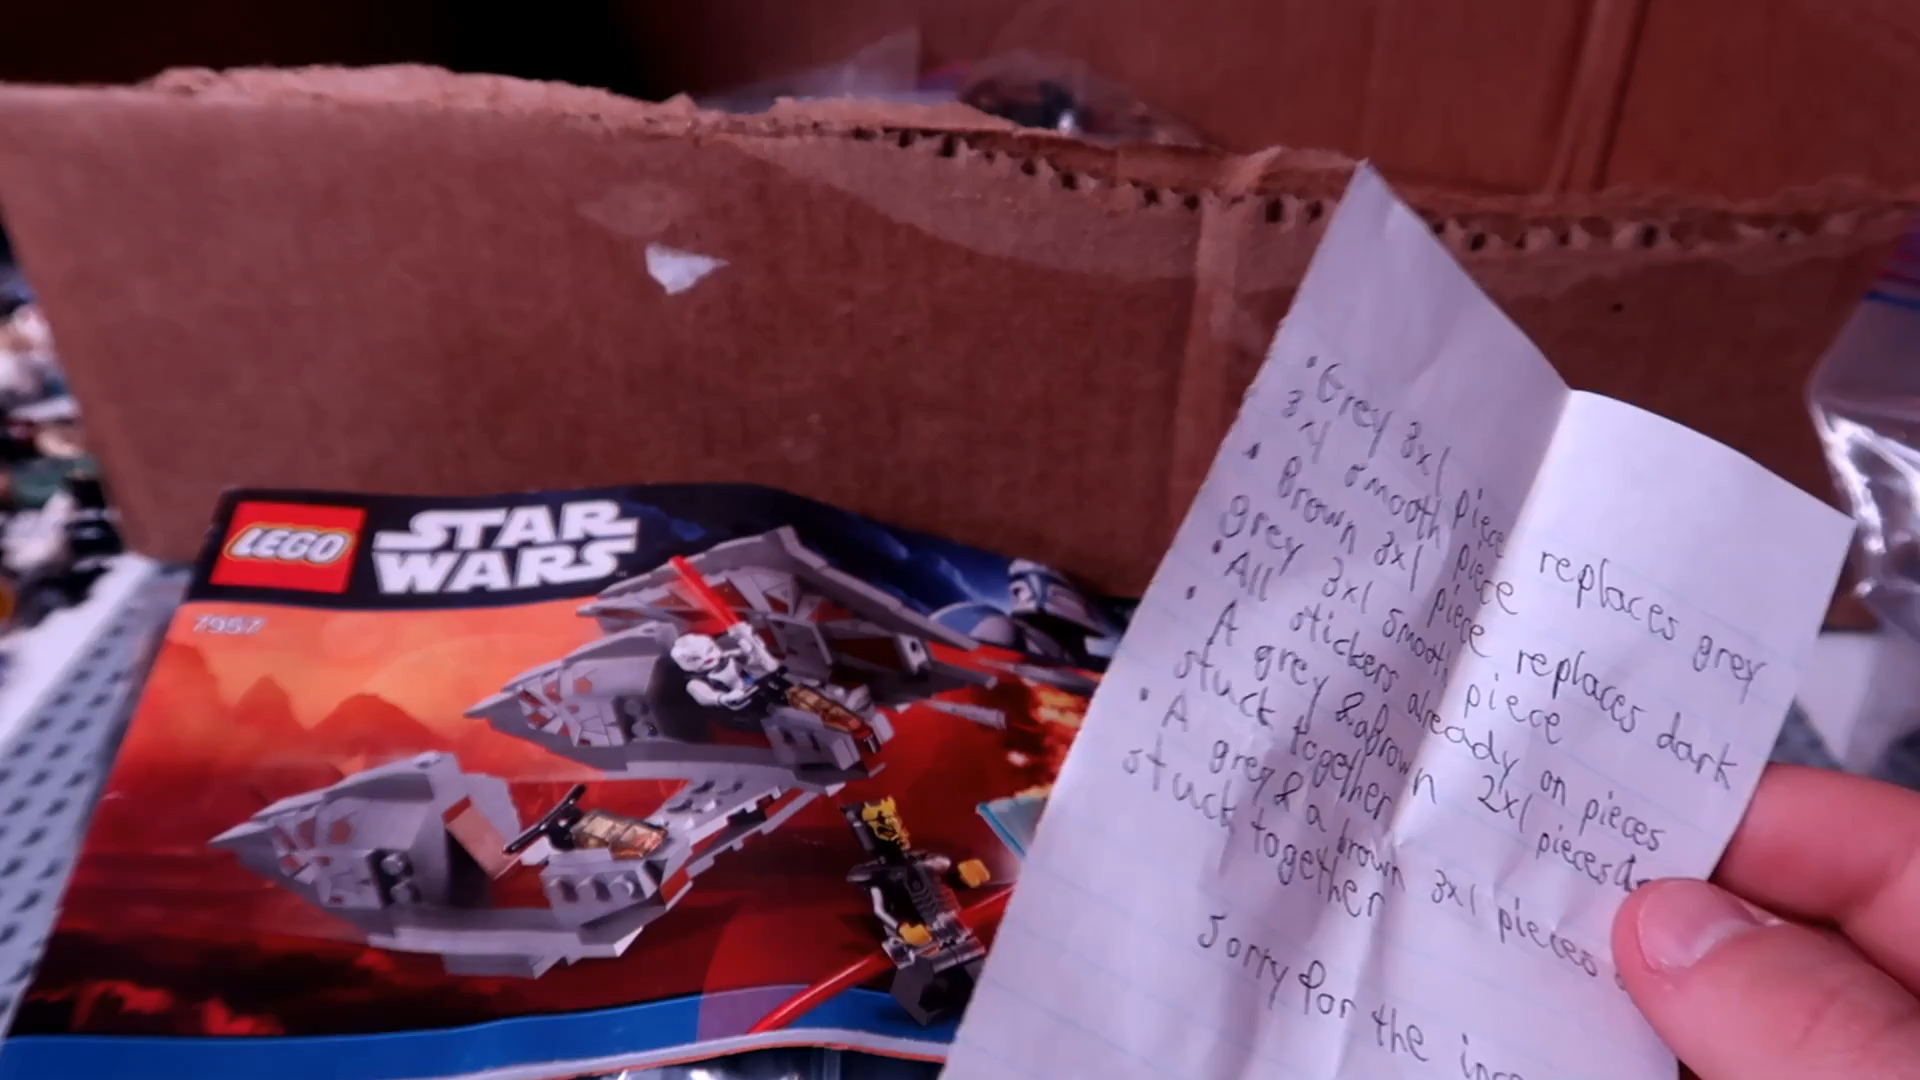 LEGO
STAR
WARS
7957
• Grey 3x1 piece replaces grey
3x1 smooth piece
• Brown 3x1 piece replaces dark
grey 3x1 smooth piece
• All stickers already on pieces
• A grey & a Brown 2x1 pieces
stuck together
• A grey & a brown 3x1 pieces
stuck together
Sorry for the